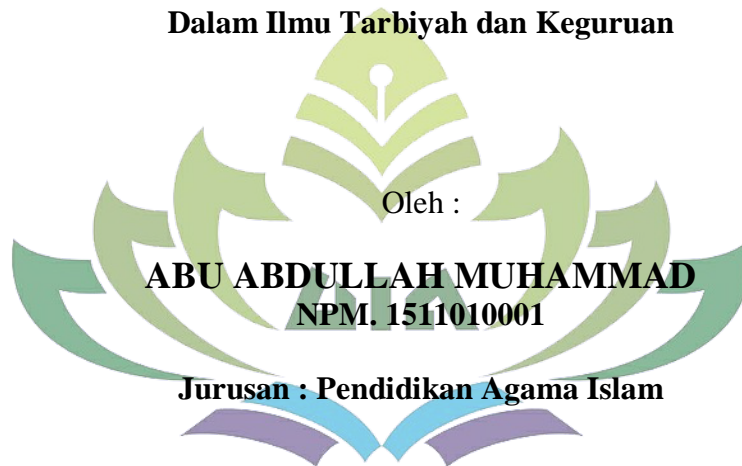 Dalam Ilmu Tarbiyah dan Keguruan
Oleh :
ABU ABDULLAH MUHAMMAD
NPM. 1511010001
Jurusan : Pendidikan Agama Islam